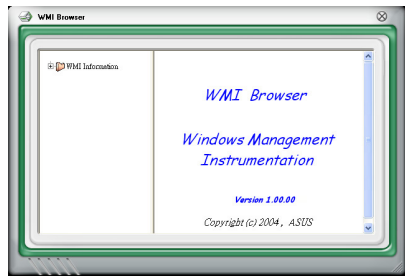 WMI Browser
WMI Information
WMI Browser
Windows Management
Instrumentation
Version 1.00.00
Copyright (c) 2004, ASUS